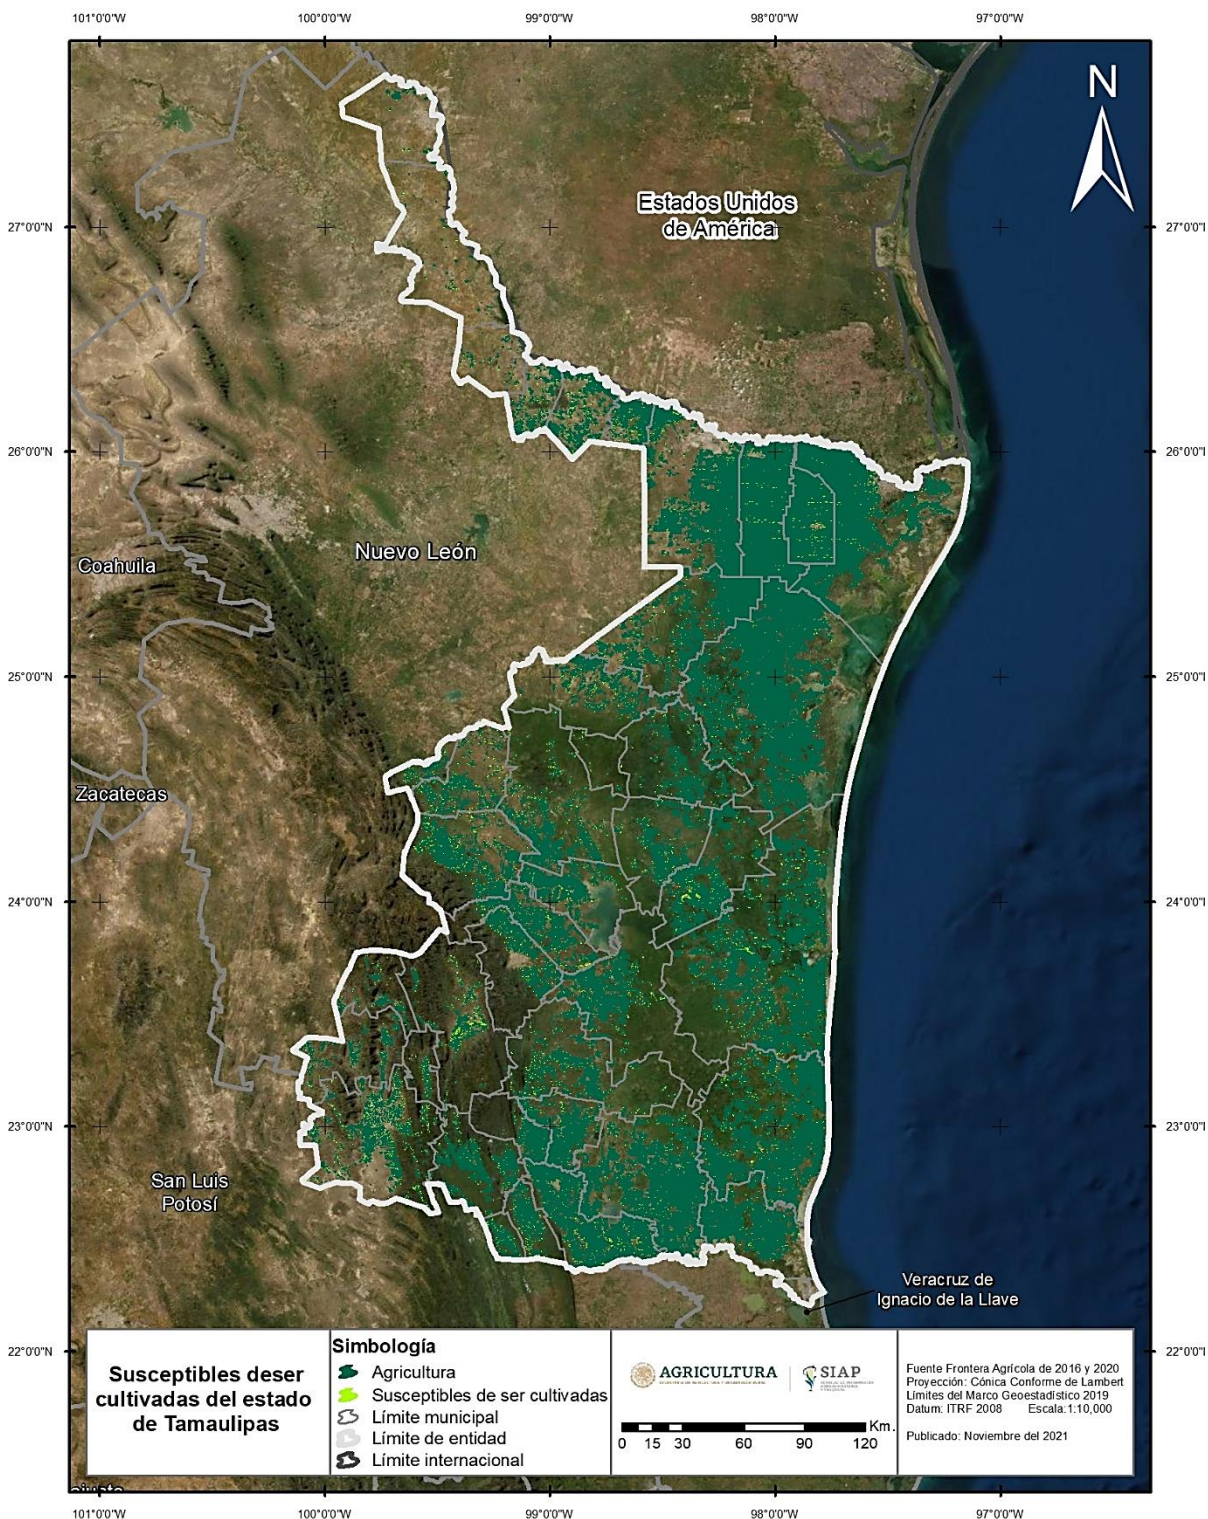 101°0'0"W 100°0'0"W 99°0'0"W 98°0'0"W 97°0'0"W
N
Estados Unidos
de América
27°0'0"N 27°0'0"N
26°0'0"N 26°0'0"N
Nuevo León
Coahuila
25°0'0"N 25°0'0"N
Zacatecas
24°0'0"N 24°0'0"N
23°0'0"N 23°0'0"N
San Luis
Potosí
Veracruz de
Ignacio de la Llave
22°0'0"N 22°0'0"N
Susceptibles deser
cultivadas del estado
de Tamaulipas
Simbología
Agricultura
Susceptibles de ser cultivadas
Límite municipal
Límite de entidad
Límite internacional
AGRICULTURA
SIAP
Km.
0 15 30 60 90 120
Fuente Frontera Agrícola de 2016 y 2020
Proyección: Cónica Conforme de Lambert
Límites del Marco Geoestadístico 2019
Datum: ITRF 2008 Escala:1:10,000
Publicado: Noviembre del 2021
101°0'0"W 100°0'0"W 99°0'0"W 98°0'0"W 97°0'0"W